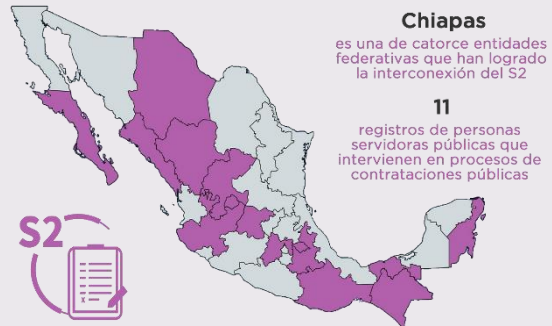 Chiapas
es una de catorce entidades
federativas que han logrado
la interconexión del S2
11
registros de personas
servidoras públicas que
intervienen en procesos de
contrataciones públicas
S2